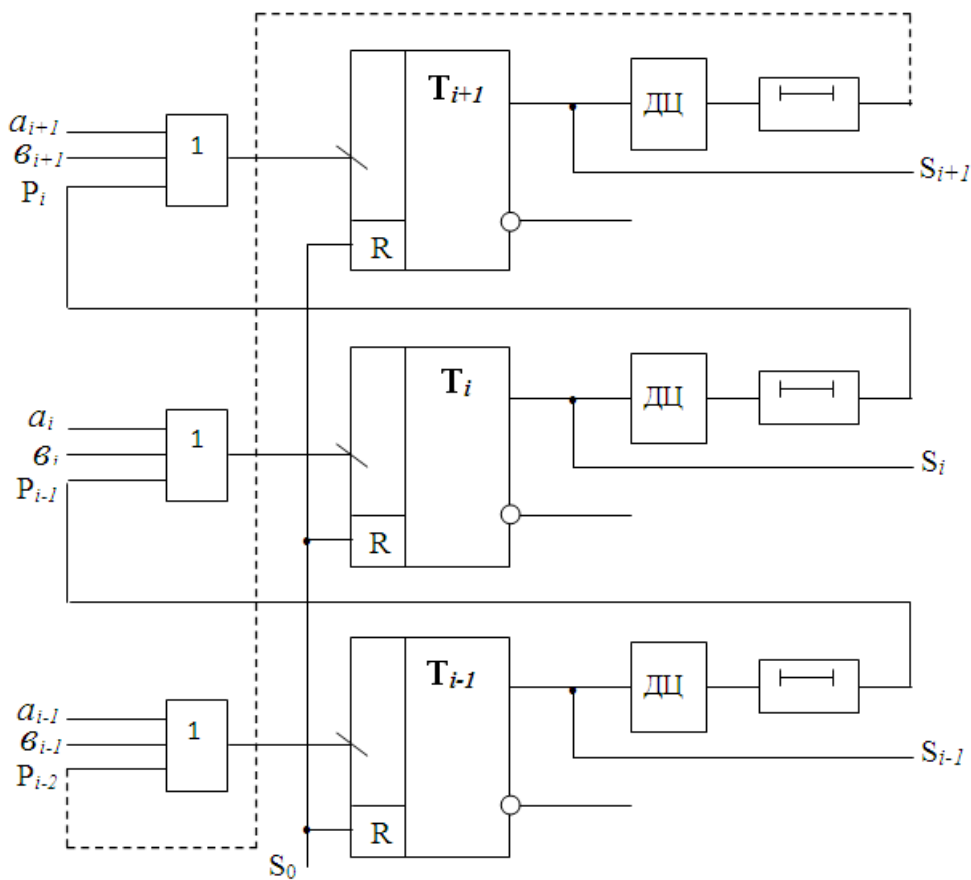 T_{i+1}
ДЦ
a_{i+1}
1
в_{i+1}
P_i
S_{i+1}
R
T_i
ДЦ
a_i
1
в_i
P_{i-1}
S_i
R
T_{i-1}
ДЦ
a_{i-1}
1
в_{i-1}
P_{i-2}
S_{i-1}
R
S_0